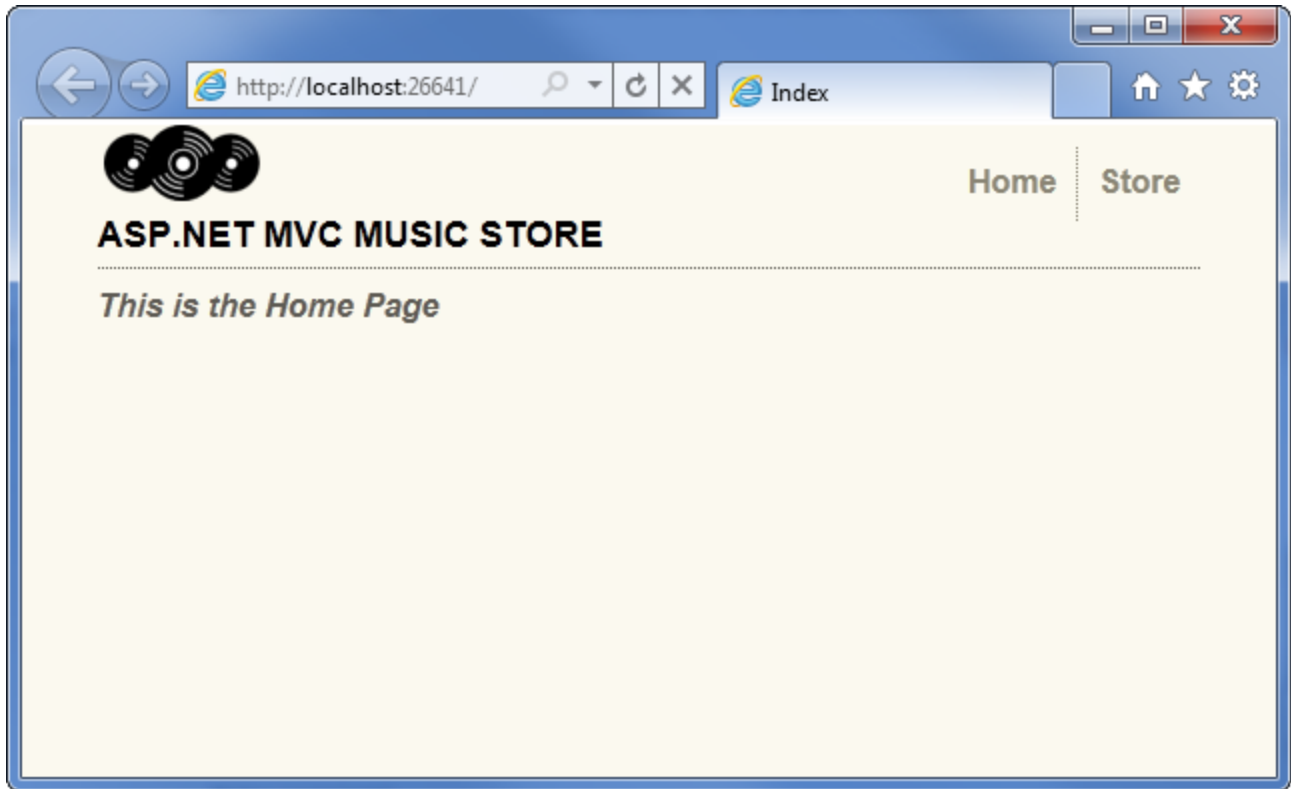 http://localhost:26641/
Index
Home
Store
ASP.NET MVC MUSIC STORE
This is the Home Page